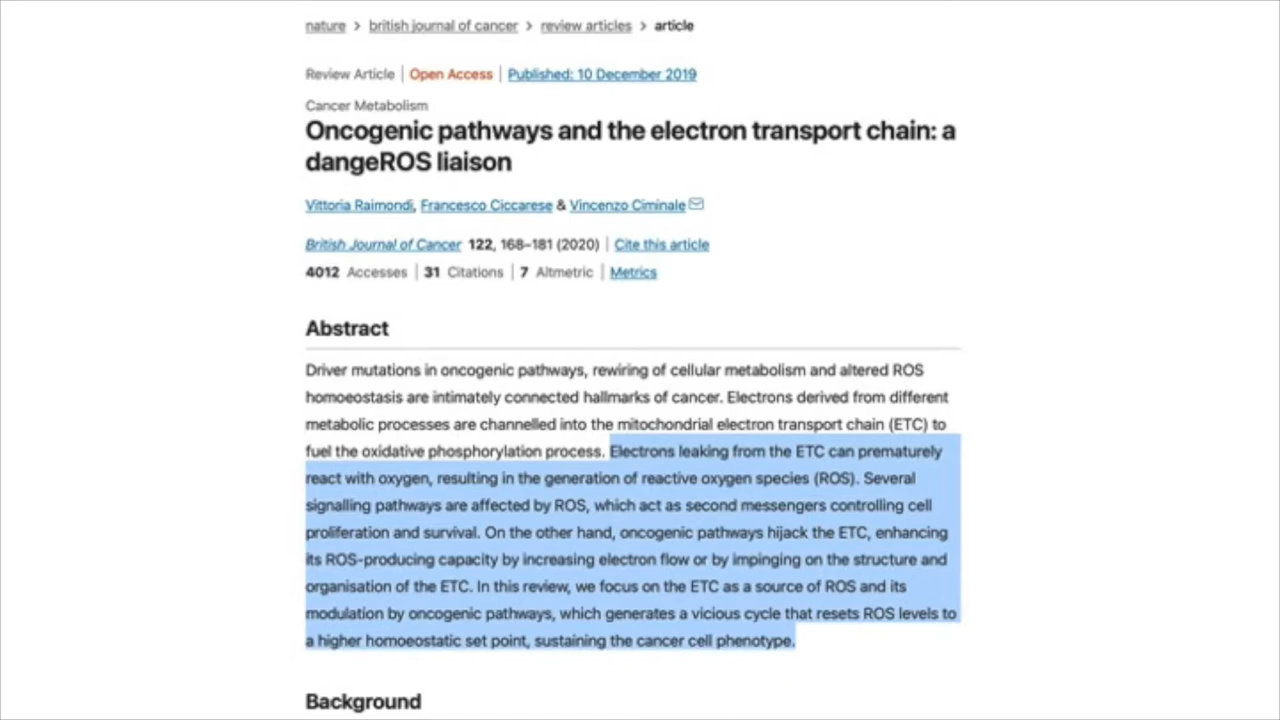 nature > british journal of cancer > review articles > article
Review Article | Open Access | Published: 10 December 2019
Cancer Metabolism
Oncogenic pathways and the electron transport chain: a
dangeROS liaison
Vittoria Raimondi, Francesco Ciccarese & Vincenzo Ciminale
British Journal of Cancer 122, 168–181 (2020) | Cite this article
4012 Accesses | 31 Citations | 7 Altmetric | Metrics
Abstract
Driver mutations in oncogenic pathways, rewiring of cellular metabolism and altered ROS
homoeostasis are intimately connected hallmarks of cancer. Electrons derived from different
metabolic processes are channelled into the mitochondrial electron transport chain (ETC) to
fuel the oxidative phosphorylation process. Electrons leaking from the ETC can prematurely
react with oxygen, resulting in the generation of reactive oxygen species (ROS). Several
signalling pathways are affected by ROS, which act as second messengers controlling cell
proliferation and survival. On the other hand, oncogenic pathways hijack the ETC, enhancing
its ROS-producing capacity by increasing electron flow or by impinging on the structure and
organisation of the ETC. In this review, we focus on the ETC as a source of ROS and its
modulation by oncogenic pathways, which generates a vicious cycle that resets ROS levels to
a higher homoeostatic set point, sustaining the cancer cell phenotype.
Background